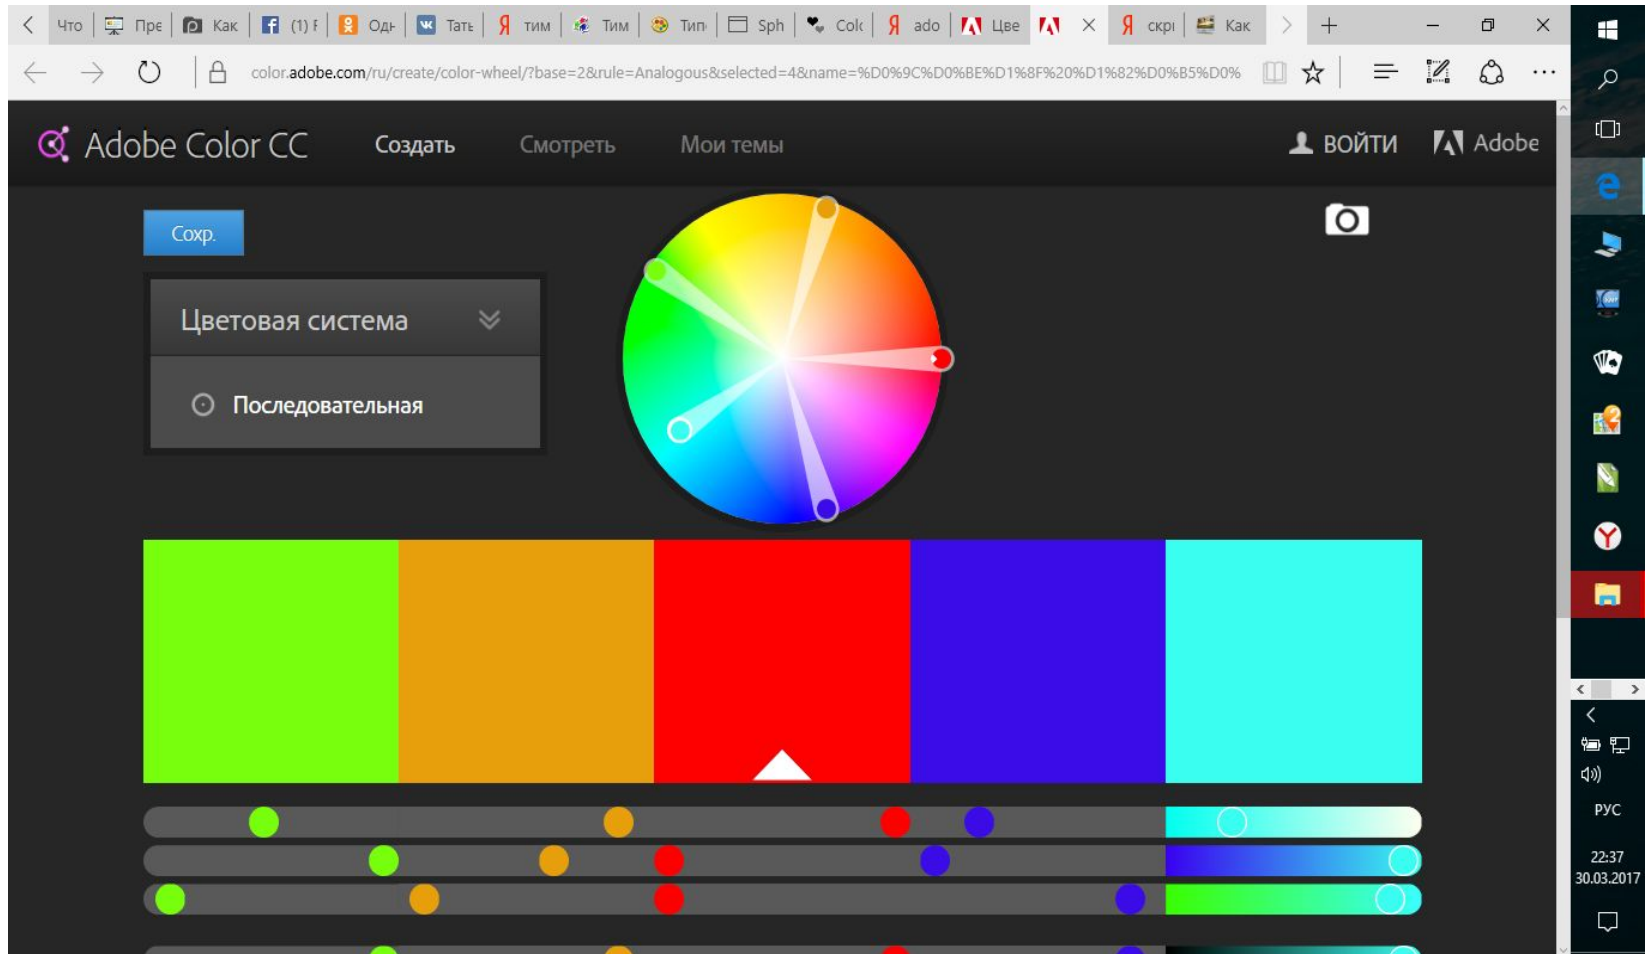 Что Пре Как (1) F Одн Тать тим Тим Тип Sph Colo ado Цве скри Как
color.adobe.com/ru/create/color-wheel/?base=2&rule=Analogous&selected=4&name=%D0%9C%D0%BE%D1%8F%20%D1%82%D0%B5%D0%
Adobe Color CC Создать Смотреть Мои темы ВОЙТИ Adobe
Сохр.
Цветовая система
Последовательная
РУС
22:37
30.03.2017